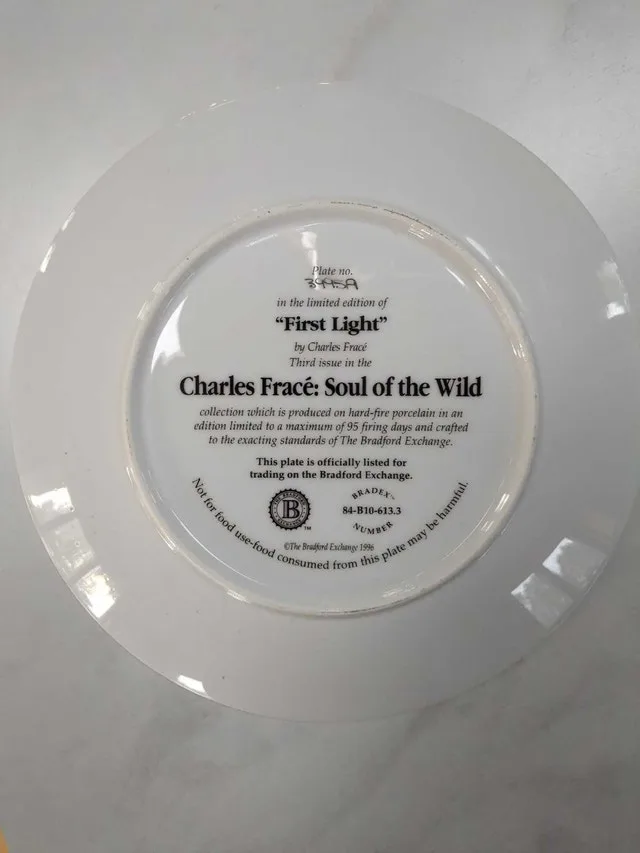 Plate no.
3995A
in the limited edition of
“First Light”
by Charles Fracé
Third issue in the
Charles Fracé: Soul of the Wild
collection which is produced on hard-fire porcelain in an
edition limited to a maximum of 95 firing days and crafted
to the exacting standards of The Bradford Exchange.
This plate is officially listed for
trading on the Bradford Exchange.
B
TM
BRADEX™
84-B10-613.3
NUMBER
©The Bradford Exchange 1996
Not for food use-food consumed from this plate may be harmful.